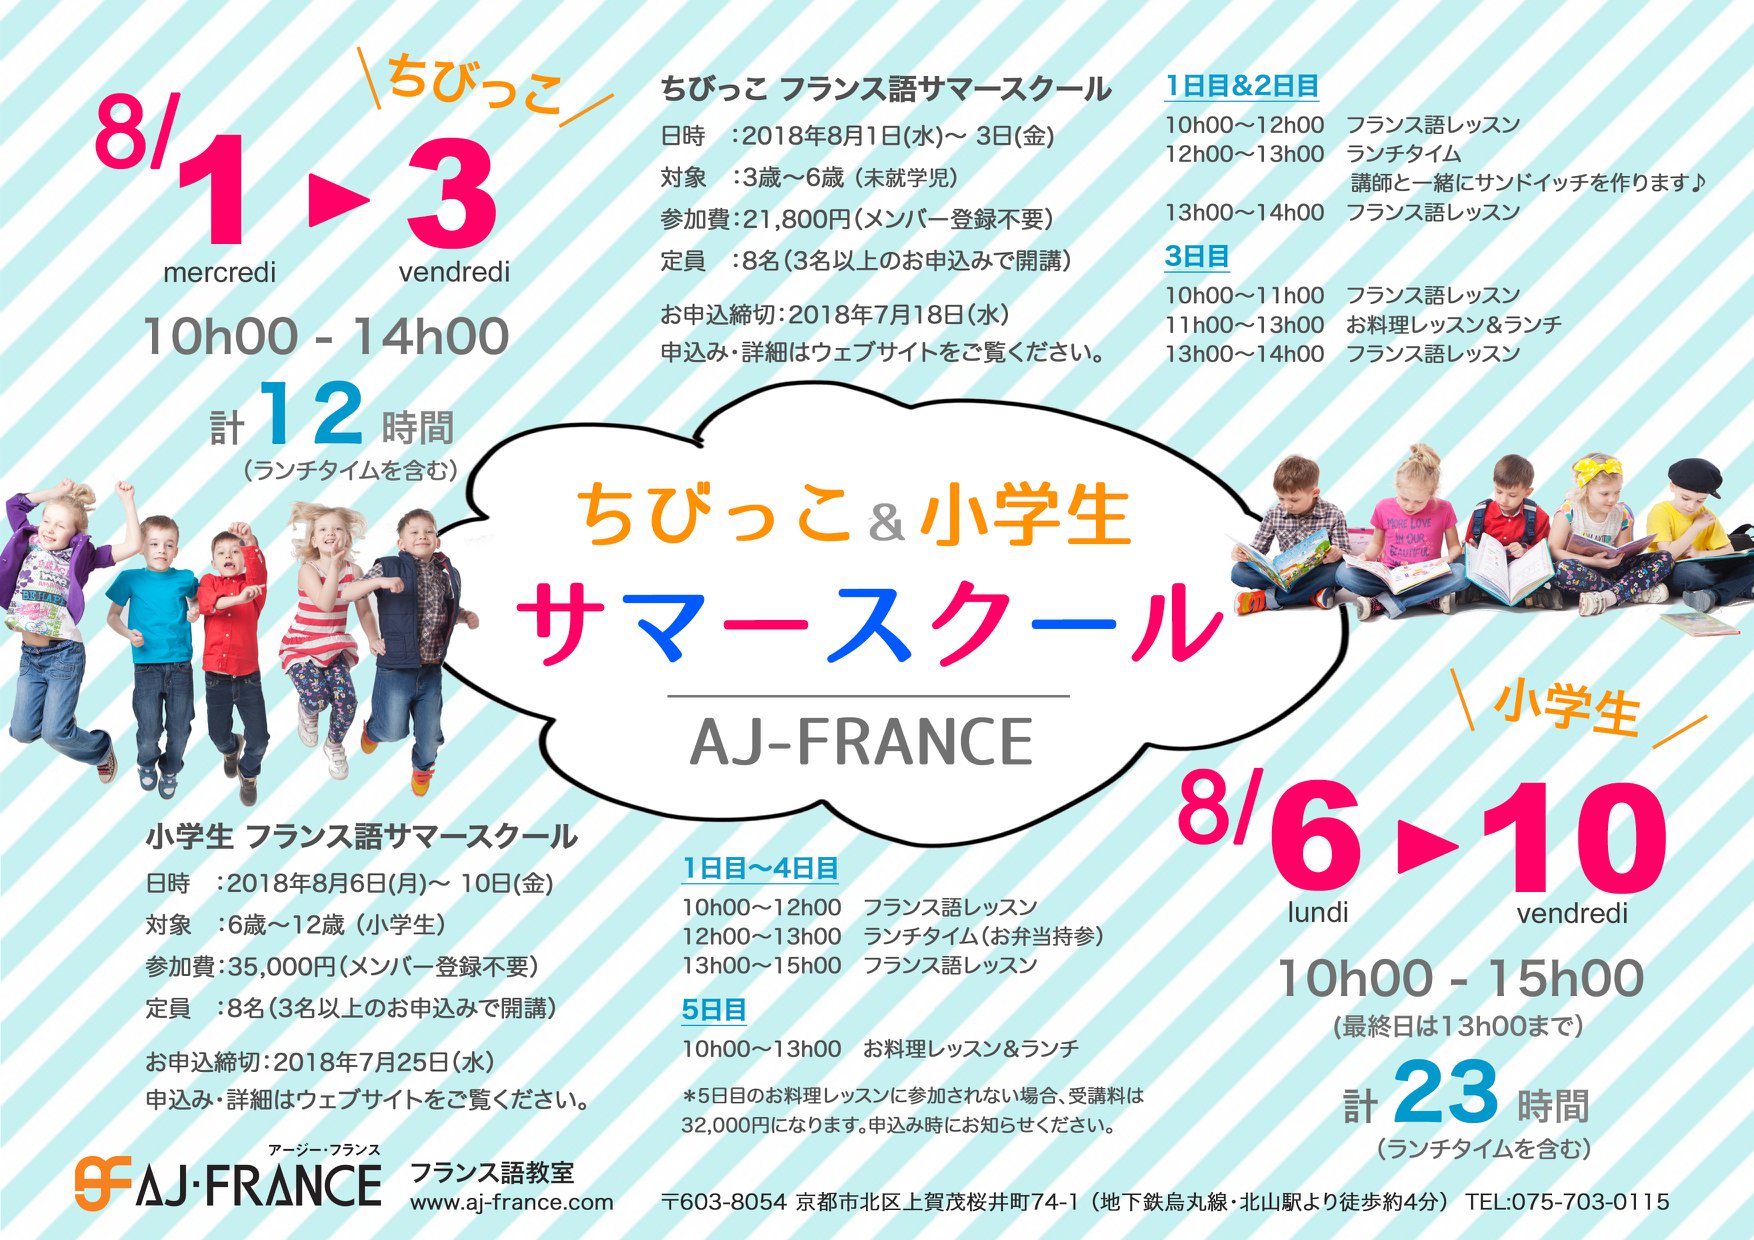 ちびっこ
8/1 ▶ 3
mercredi vendredi
10h00 - 14h00
計 12 時間
（ランチタイムを含む）
ちびっこ フランス語サマースクール
日時　：2018年8月1日(水)～ 3日(金)
対象　：3歳～6歳（未就学児）
参加費：21,800円（メンバー登録不要）
定員　：8名（3名以上のお申込みで開講）
お申込締切：2018年7月18日（水）
申込み・詳細はウェブサイトをご覧ください。
1日目&2日目
10h00～12h00　フランス語レッスン
12h00～13h00　ランチタイム
講師と一緒にサンドイッチを作ります♪
13h00～14h00　フランス語レッスン
3日目
10h00～11h00　フランス語レッスン
11h00～13h00　お料理レッスン&ランチ
13h00～14h00　フランス語レッスン
ちびっこ & 小学生
サマースクール
AJ-FRANCE
MORE LOVE
IN OUR
BEAUTIFUL
小学生 フランス語サマースクール
日時　：2018年8月6日(月)～ 10日(金)
対象　：6歳～12歳（小学生）
参加費：35,000円（メンバー登録不要）
定員　：8名（3名以上のお申込みで開講）
お申込締切：2018年7月25日（水）
申込み・詳細はウェブサイトをご覧ください。
1日目～4日目
10h00～12h00　フランス語レッスン
12h00～13h00　ランチタイム（お弁当持参）
13h00～15h00　フランス語レッスン
5日目
10h00～13h00　お料理レッスン&ランチ
＊5日目のお料理レッスンに参加されない場合、受講料は
32,000円になります。申込み時にお知らせください。
小学生
8/6 ▶ 10
lundi vendredi
10h00 - 15h00
(最終日は13h00まで）
計 23 時間
（ランチタイムを含む）
アージー・フランス
AJ・FRANCE
フランス語教室
www.aj-france.com
〒603-8054 京都市北区上賀茂桜井町74-1（地下鉄烏丸線・北山駅より徒歩約4分） TEL:075-703-0115